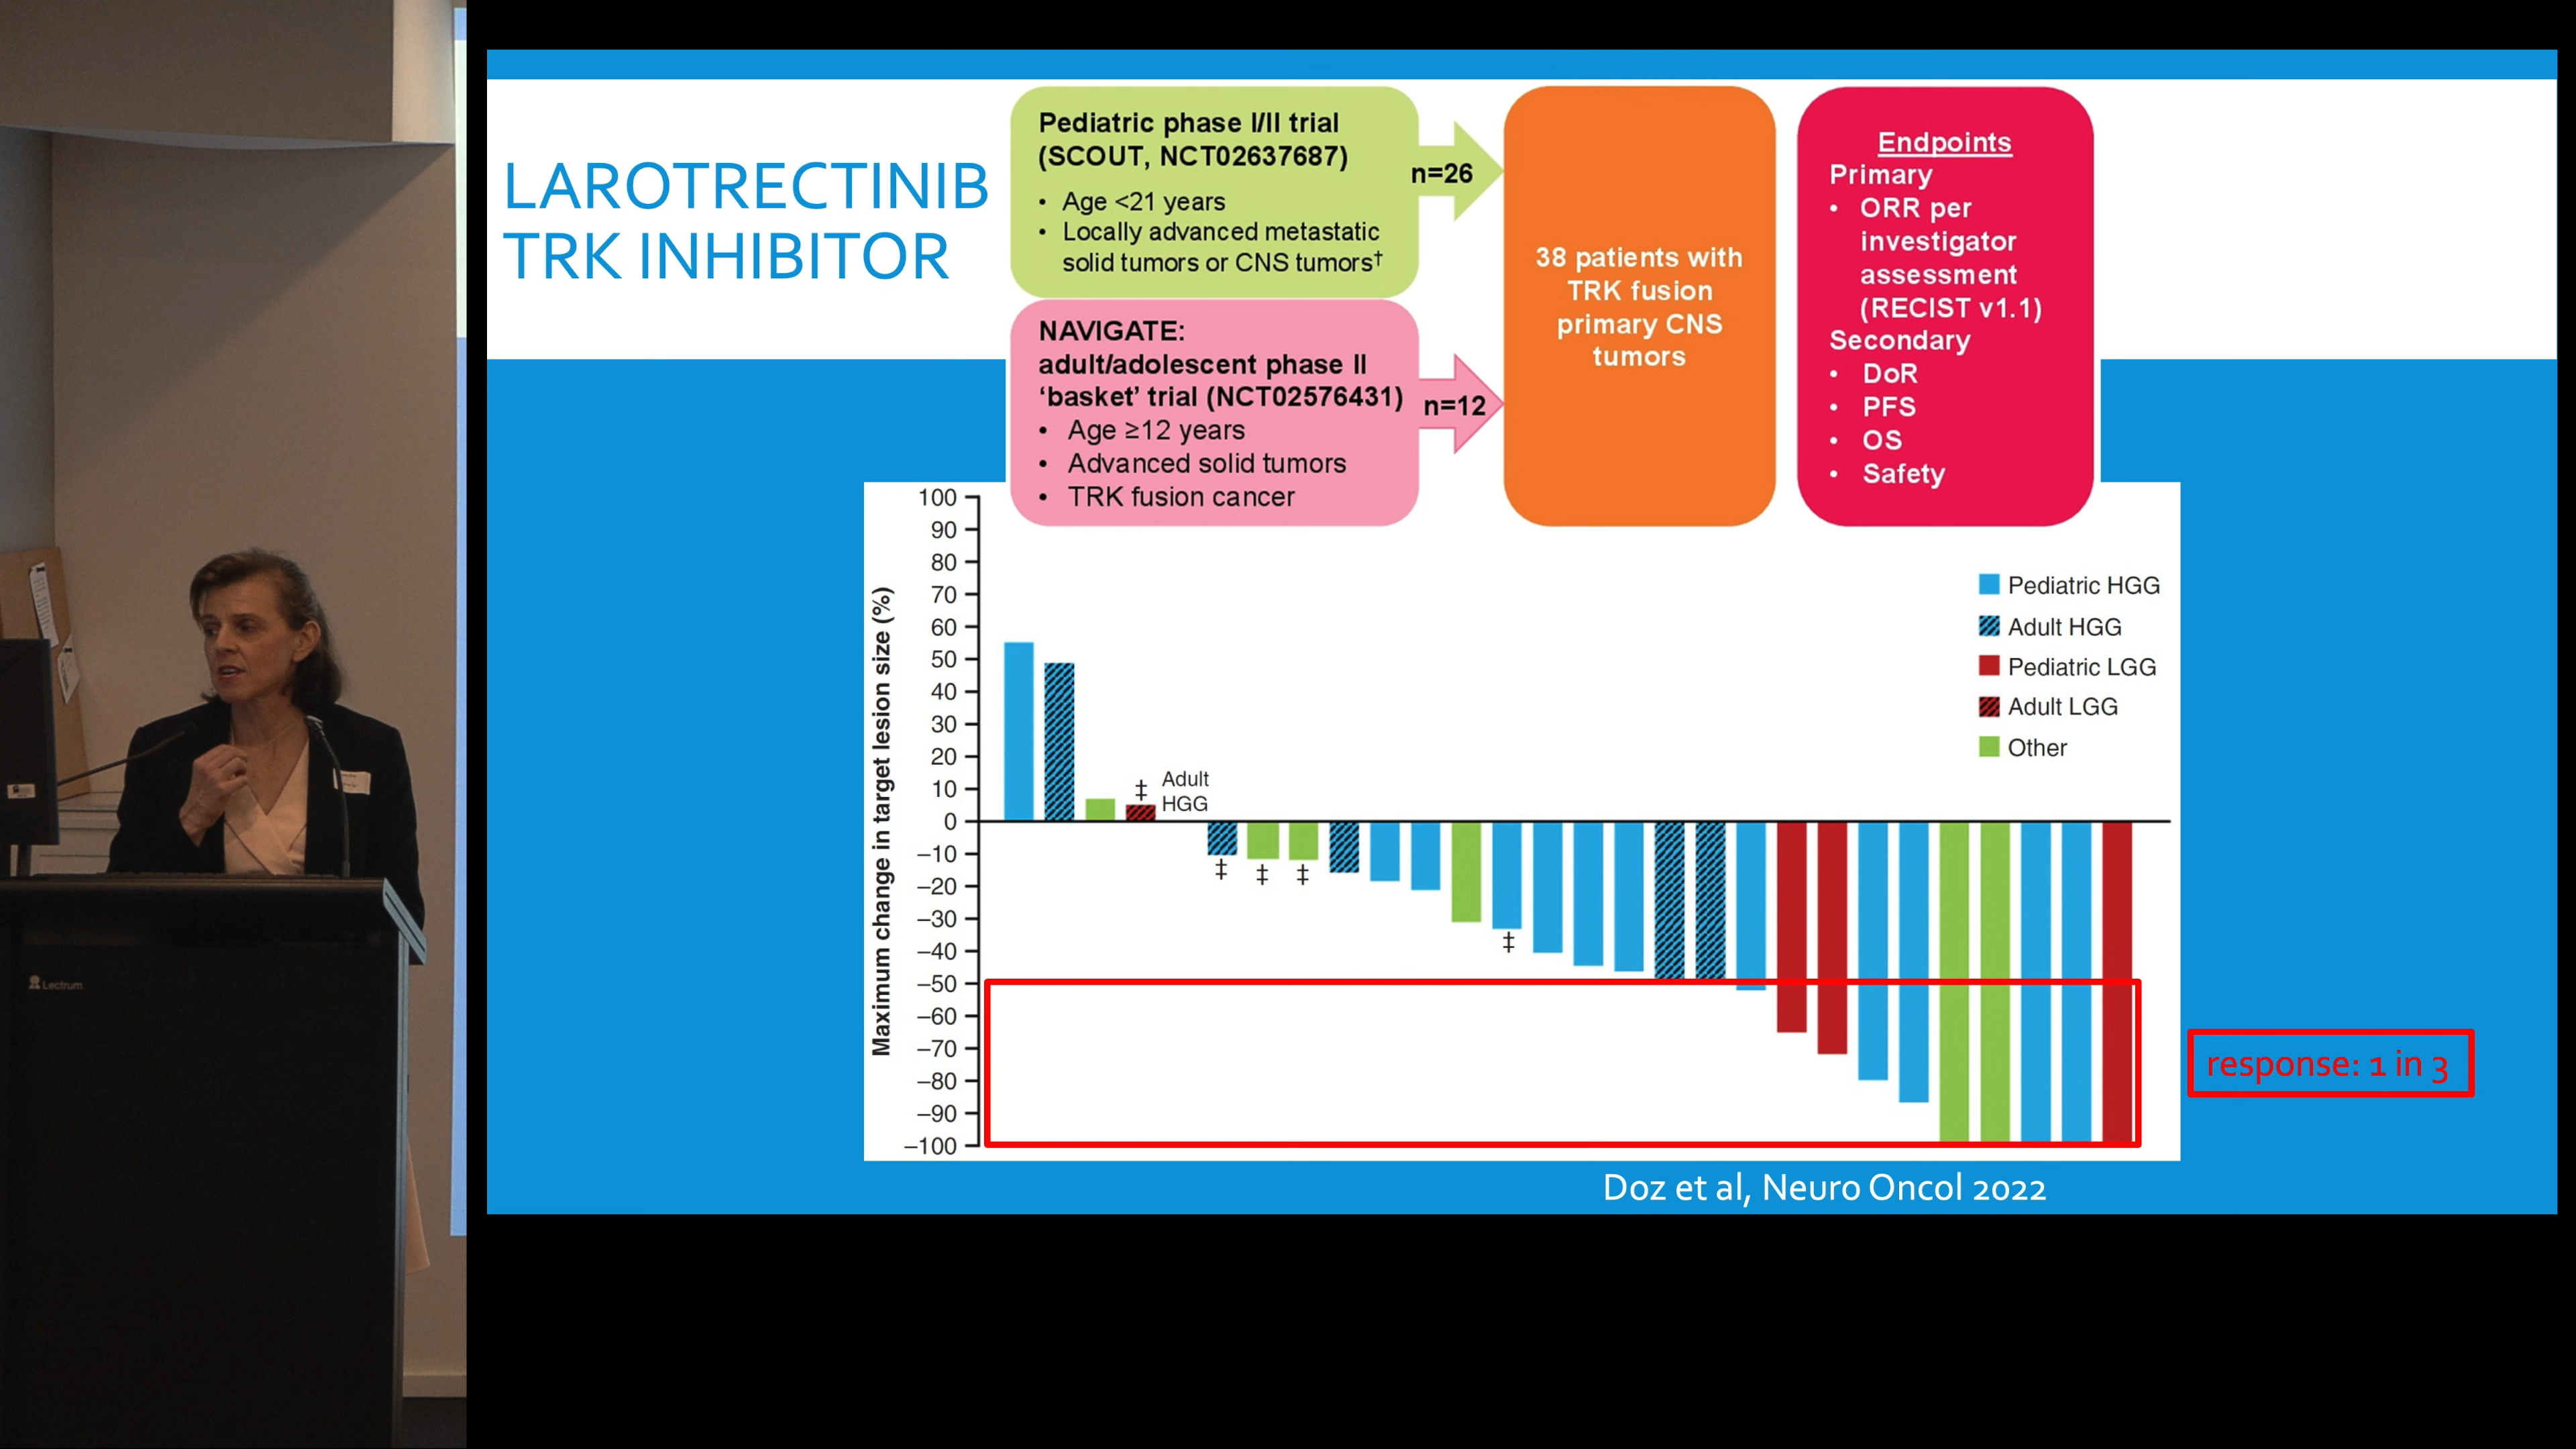 LAROTRECTINIB
TRK INHIBITOR
Pediatric phase I/II trial
(SCOUT, NCT02637687)
• Age <21 years
• Locally advanced metastatic
solid tumors or CNS tumors†
n=26
NAVIGATE:
adult/adolescent phase II
‘basket’ trial (NCT02576431)
• Age ≥12 years
• Advanced solid tumors
• TRK fusion cancer
n=12
38 patients with
TRK fusion
primary CNS
tumors
Endpoints
Primary
• ORR per
investigator
assessment
(RECIST v1.1)
Secondary
• DoR
• PFS
• OS
• Safety
Maximum change in target lesion size (%)
100
90
80
70
60
50
40
30
20
10
0
–10
–20
–30
–40
–50
–60
–70
–80
–90
–100
‡
Adult
HGG
‡
‡
‡
‡
Pediatric HGG
Adult HGG
Pediatric LGG
Adult LGG
Other
response: 1 in 3
Doz et al, Neuro Oncol 2022
Lectrum